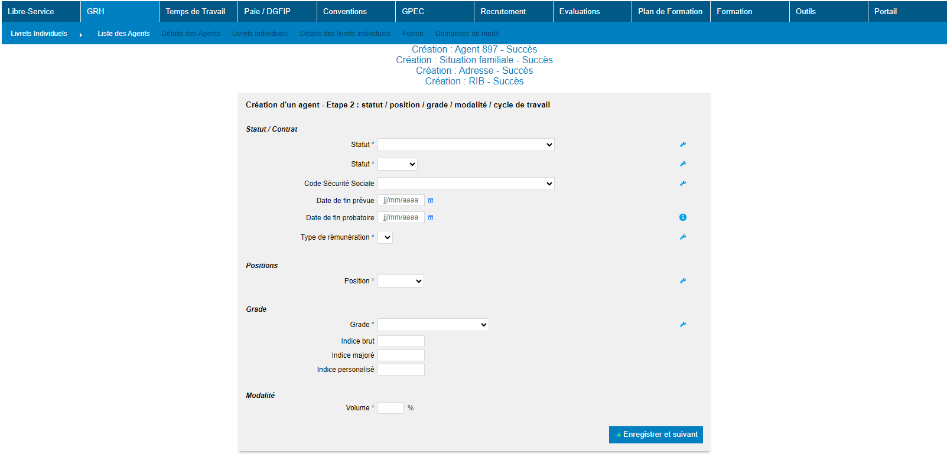 Libre-Service GRH Temps de Travail Paie / DGFIP Conventions GPEC Recrutement Evaluations Plan de Formation Formation Outils Portail
Livrets Individuels Liste des Agents Détails des Agents Livrets individuels Détails des livrets individuels Fusion Demandes de modif.
Création : Agent 897 - Succès
Création : Situation familiale - Succès
Création : Adresse - Succès
Création : RIB - Succès
Création d'un agent - Etape 2 : statut / position / grade / modalité / cycle de travail
Statut / Contrat
Statut *
Statut *
Code Sécurité Sociale
Date de fin prévue jj/mm/aaaa
Date de fin probatoire jj/mm/aaaa
Type de rémunération *
Positions
Position *
Grade
Grade *
Indice brut
Indice majoré
Indice personalisé
Modalité
Volume * %
Enregistrer et suivant